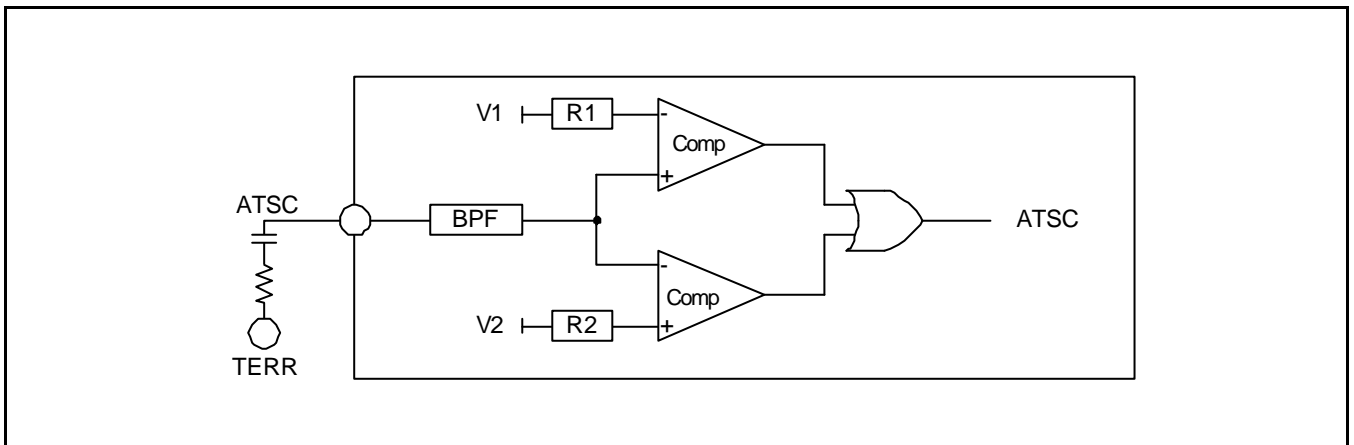 V1 R1 - Comp +
ATSC BPF ATSC
- Comp
V2 R2 +
TERR